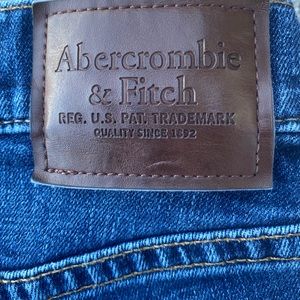 Abercrombie
& Fitch
REG. U.S. PAT. TRADEMARK
QUALITY SINCE 1892